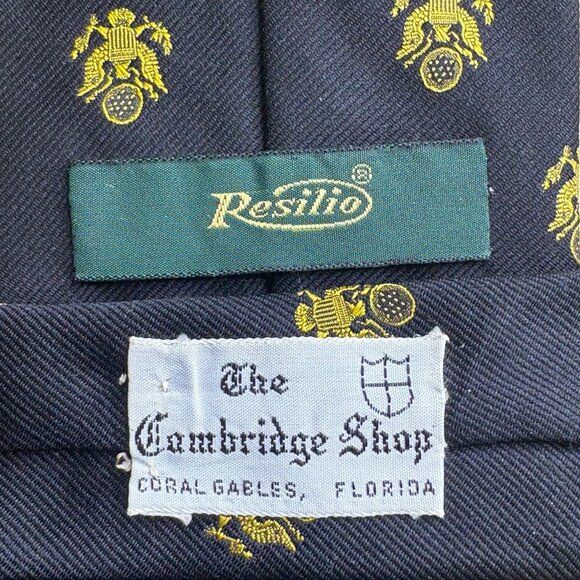 Resilio®
The
Cambridge Shop
CORAL GABLES, FLORIDA